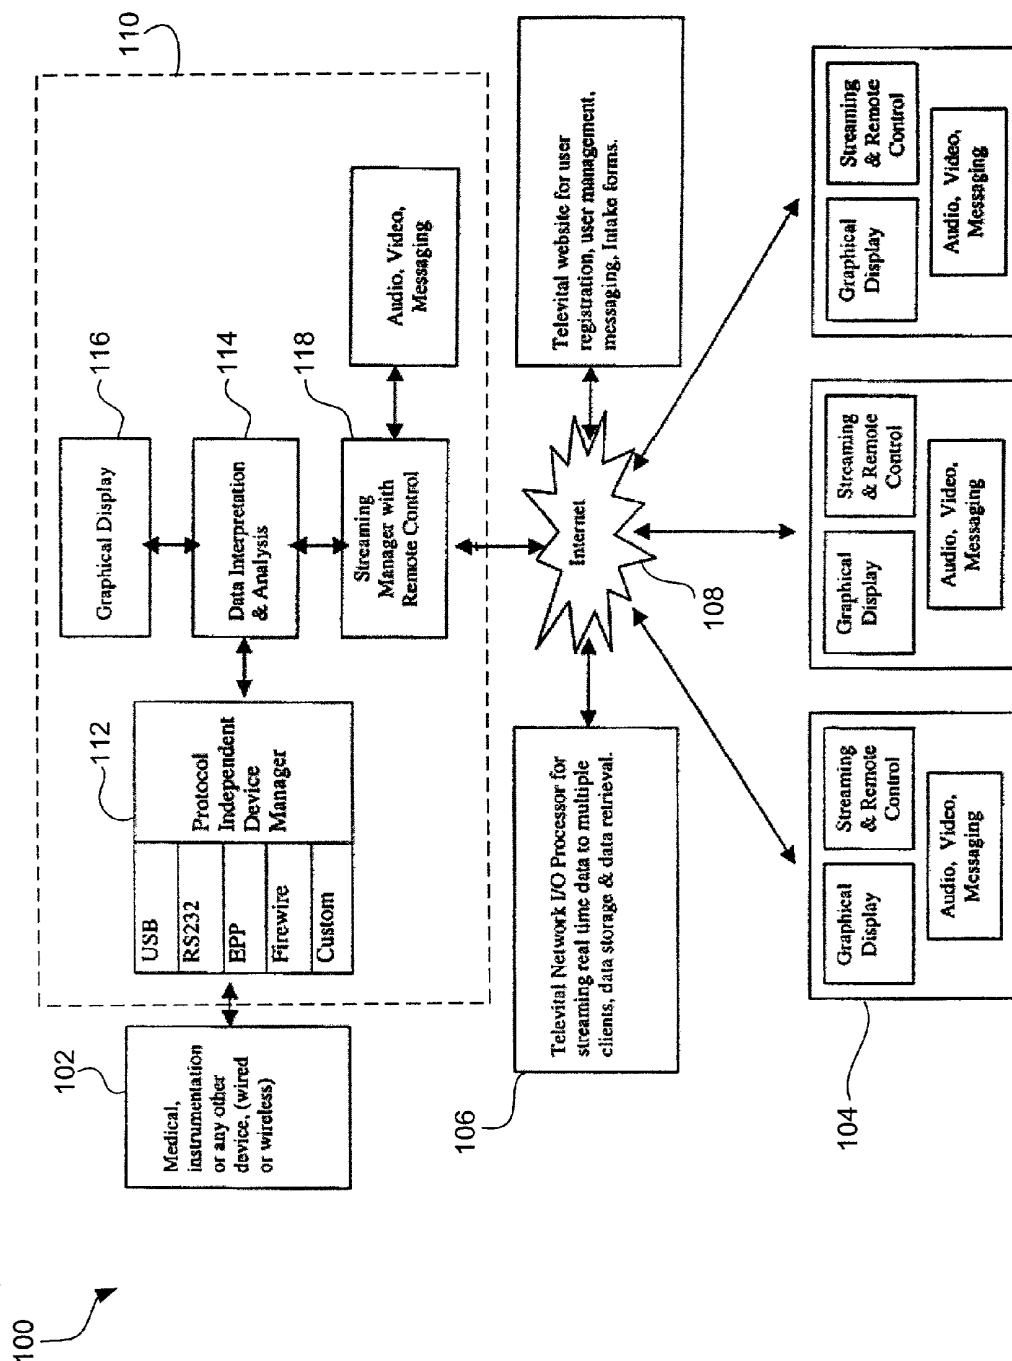 100
102
Medical,
instrumentation
or any other
device, (wired
or wireless)
110
USB
RS232
EPP
Firewire
Custom
112
Protocol
Independent
Device
Manager
116
Graphical Display
114
Data Interpretation
& Analysis
118
Streaming
Manager with
Remote Control
Audio, Video,
Messaging
106
Televital Network I/O Processor for
streaming real time data to multiple
clients, data storage & data retrieval.
Internet
108
Televital website for user
registration, user management,
messaging, Intake forms.
104
Graphical
Display
Streaming
& Remote
Control
Audio, Video,
Messaging
Graphical
Display
Streaming
& Remote
Control
Audio, Video,
Messaging
Graphical
Display
Streaming
& Remote
Control
Audio, Video,
Messaging